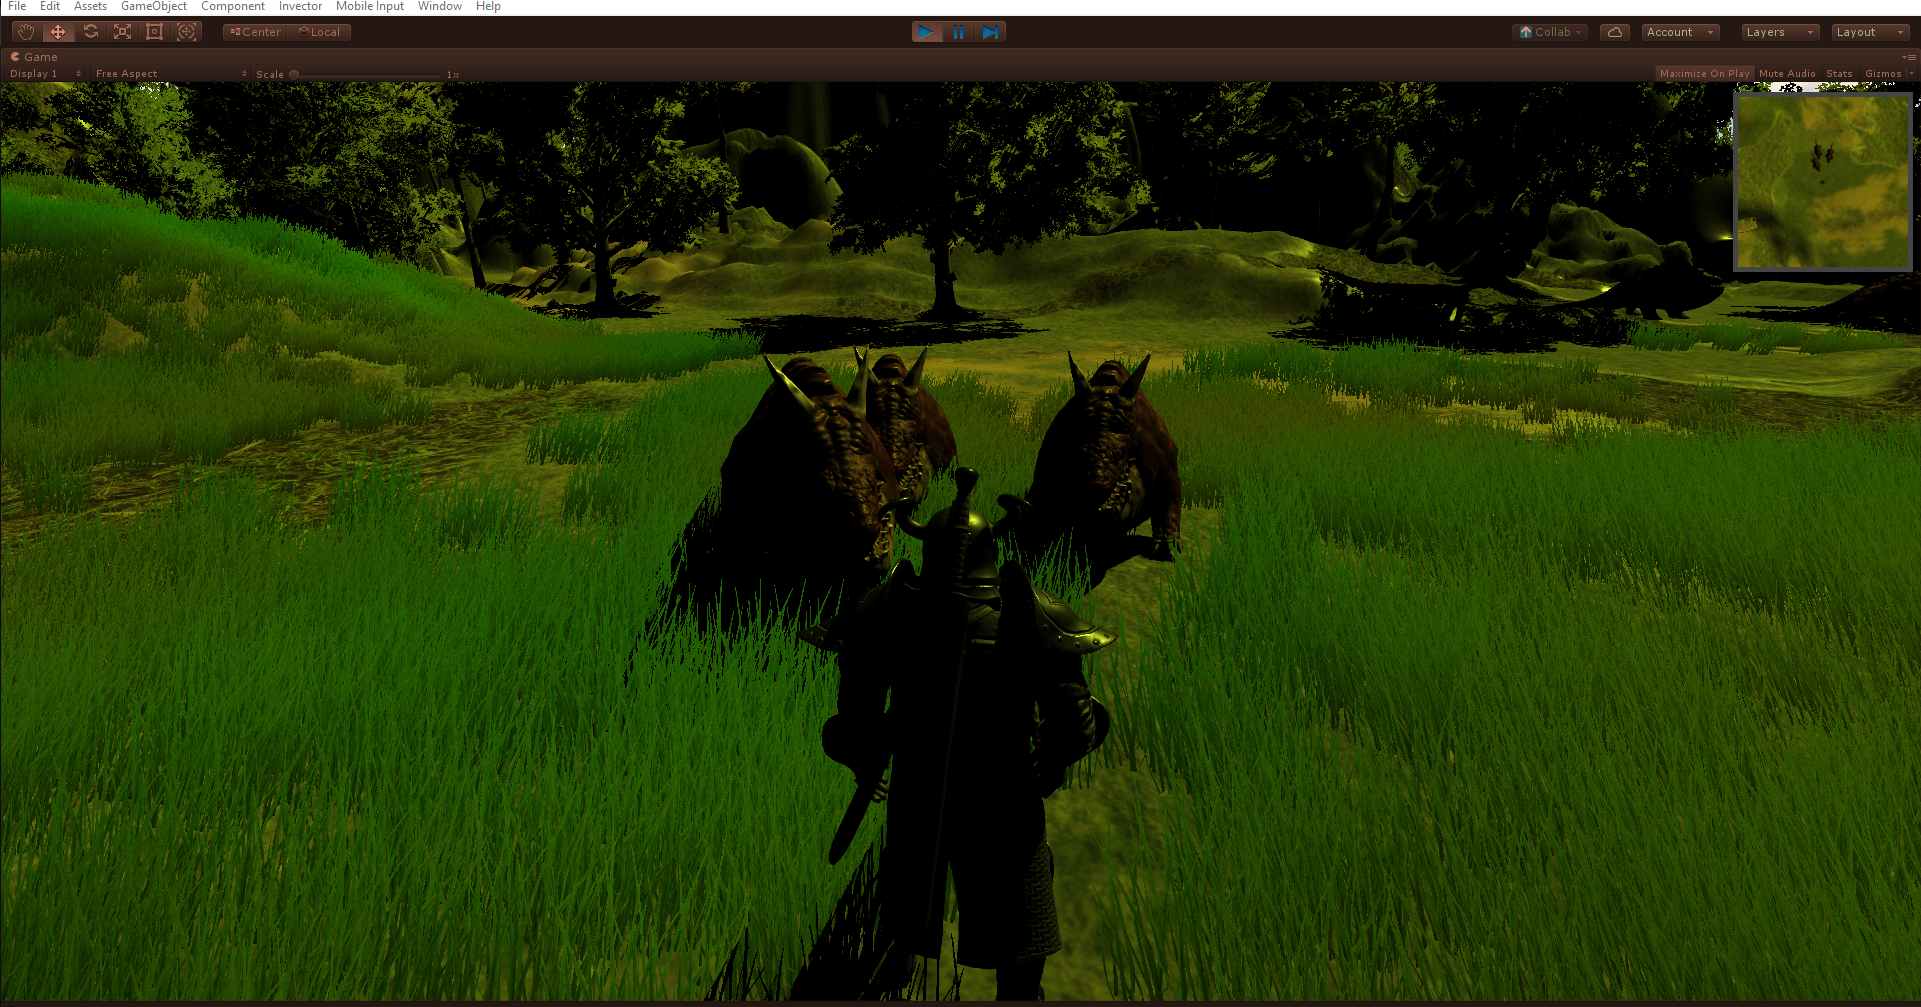 File Edit Assets GameObject Component Invector Mobile Input Window Help
Center Local Collab Account Layers Layout
Game
Display 1 Free Aspect Scale 1x Maximize On Play Mute Audio Stats Gizmos